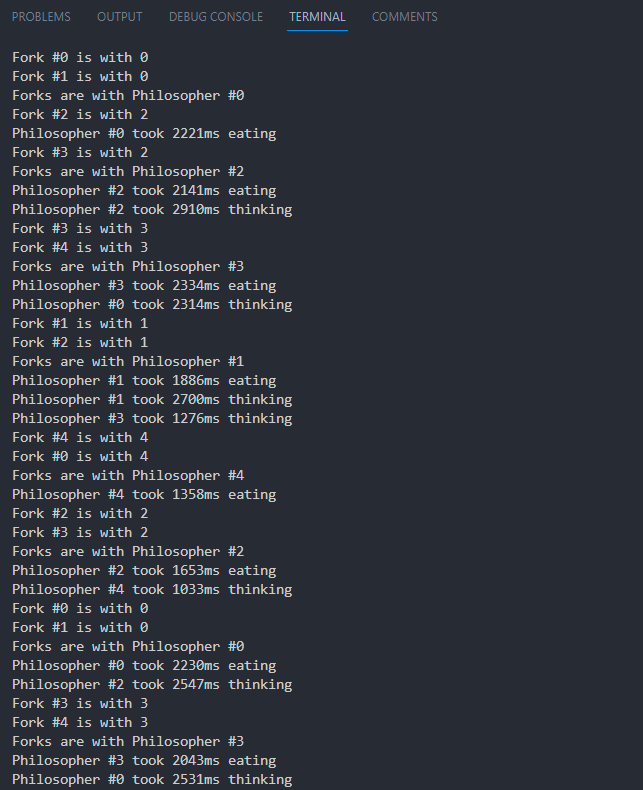 PROBLEMS OUTPUT DEBUG CONSOLE TERMINAL COMMENTS
Fork #0 is with 0
Fork #1 is with 0
Forks are with Philosopher #0
Fork #2 is with 2
Philosopher #0 took 2221ms eating
Fork #3 is with 2
Forks are with Philosopher #2
Philosopher #2 took 2141ms eating
Philosopher #2 took 2910ms thinking
Fork #3 is with 3
Fork #4 is with 3
Forks are with Philosopher #3
Philosopher #3 took 2334ms eating
Philosopher #0 took 2314ms thinking
Fork #1 is with 1
Fork #2 is with 1
Forks are with Philosopher #1
Philosopher #1 took 1886ms eating
Philosopher #1 took 2700ms thinking
Philosopher #3 took 1276ms thinking
Fork #4 is with 4
Fork #0 is with 4
Forks are with Philosopher #4
Philosopher #4 took 1358ms eating
Fork #2 is with 2
Fork #3 is with 2
Forks are with Philosopher #2
Philosopher #2 took 1653ms eating
Philosopher #4 took 1033ms thinking
Fork #0 is with 0
Fork #1 is with 0
Forks are with Philosopher #0
Philosopher #0 took 2230ms eating
Philosopher #2 took 2547ms thinking
Fork #3 is with 3
Fork #4 is with 3
Forks are with Philosopher #3
Philosopher #3 took 2043ms eating
Philosopher #0 took 2531ms thinking